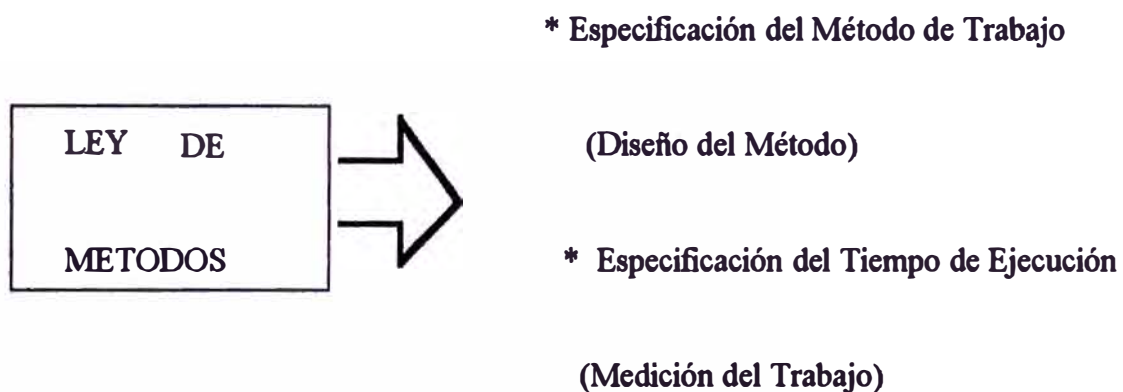 * Especificación del Método de Trabajo
LEY DE
(Diseño del Método)
METODOS
* Especificación del Tiempo de Ejecución
(Medición del Trabajo)